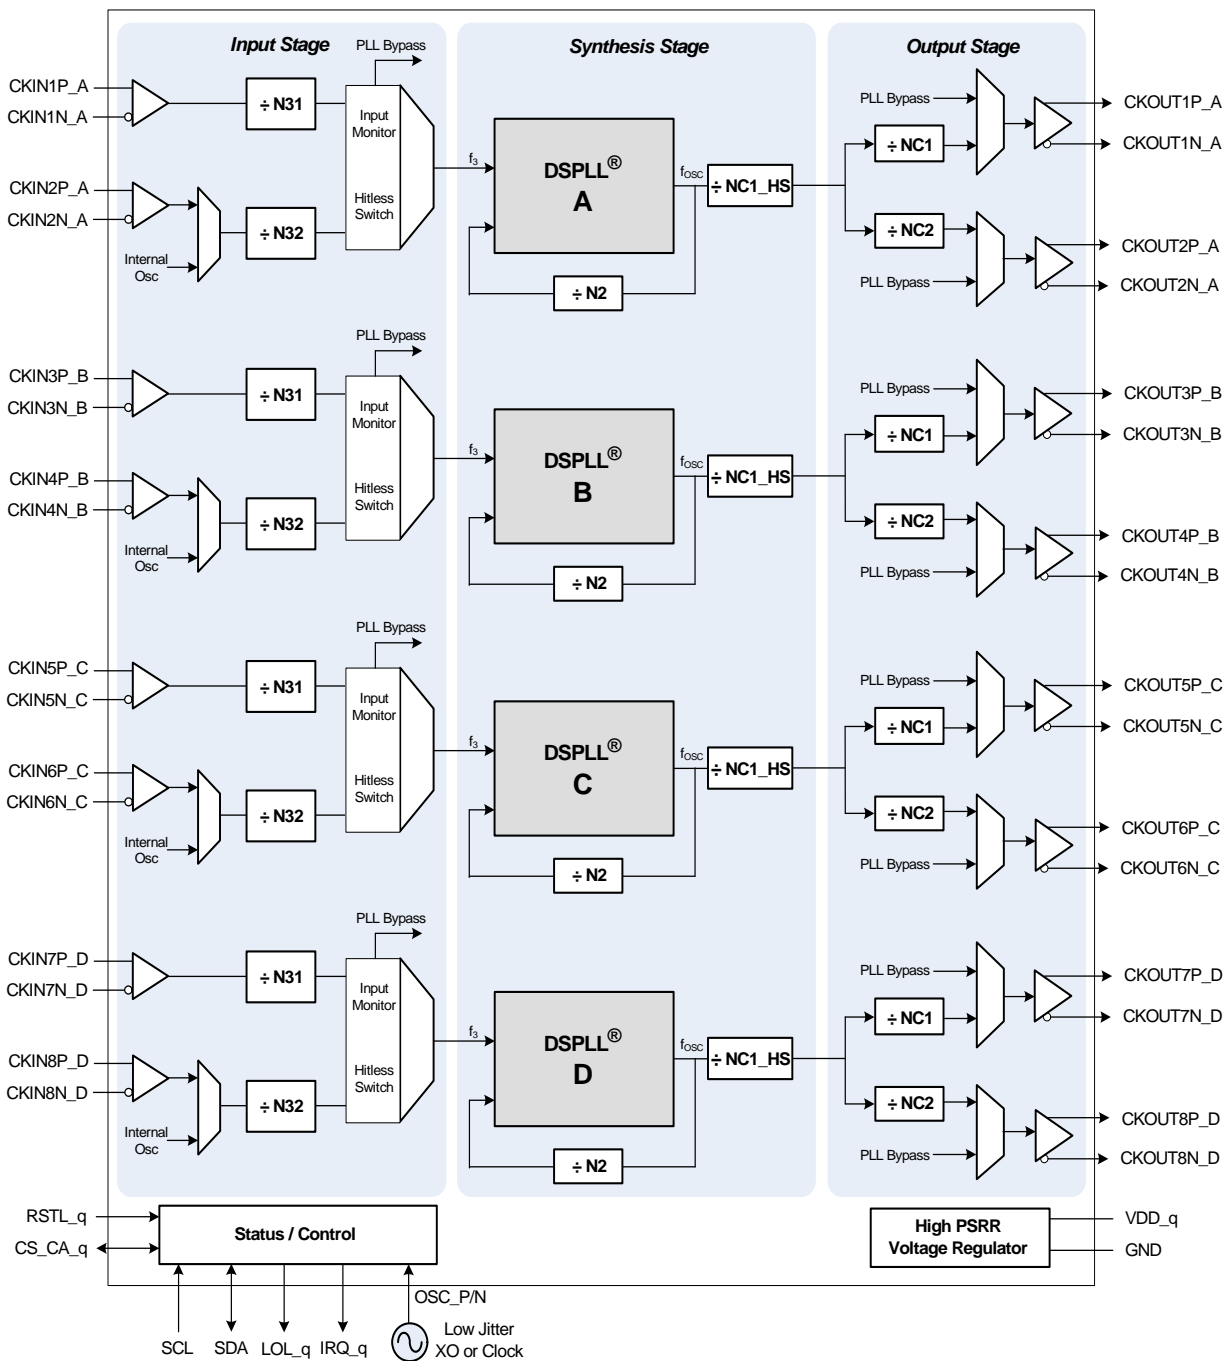 Input Stage
Synthesis Stage
Output Stage
PLL Bypass
CKIN1P_A
CKIN1N_A
÷ N31
Input
Monitor
CKIN2P_A
CKIN2N_A
÷ N32
Hitless
Switch
Internal
Osc
f3
DSPLL®
A
fOSC
÷ NC1_HS
÷ N2
PLL Bypass
÷ NC1
CKOUT1P_A
CKOUT1N_A
÷ NC2
PLL Bypass
CKOUT2P_A
CKOUT2N_A
PLL Bypass
CKIN3P_B
CKIN3N_B
÷ N31
Input
Monitor
CKIN4P_B
CKIN4N_B
÷ N32
Hitless
Switch
Internal
Osc
f3
DSPLL®
B
fOSC
÷ NC1_HS
÷ N2
PLL Bypass
÷ NC1
CKOUT3P_B
CKOUT3N_B
÷ NC2
PLL Bypass
CKOUT4P_B
CKOUT4N_B
PLL Bypass
CKIN5P_C
CKIN5N_C
÷ N31
Input
Monitor
CKIN6P_C
CKIN6N_C
÷ N32
Hitless
Switch
Internal
Osc
f3
DSPLL®
C
fOSC
÷ NC1_HS
÷ N2
PLL Bypass
÷ NC1
CKOUT5P_C
CKOUT5N_C
÷ NC2
PLL Bypass
CKOUT6P_C
CKOUT6N_C
PLL Bypass
CKIN7P_D
CKIN7N_D
÷ N31
Input
Monitor
CKIN8P_D
CKIN8N_D
÷ N32
Hitless
Switch
Internal
Osc
f3
DSPLL®
D
fOSC
÷ NC1_HS
÷ N2
PLL Bypass
÷ NC1
CKOUT7P_D
CKOUT7N_D
÷ NC2
PLL Bypass
CKOUT8P_D
CKOUT8N_D
RSTL_q
CS_CA_q
Status / Control
High PSRR
Voltage Regulator
VDD_q
GND
OSC_P/N
SCL
SDA
LOL_q
IRQ_q
Low Jitter
XO or Clock